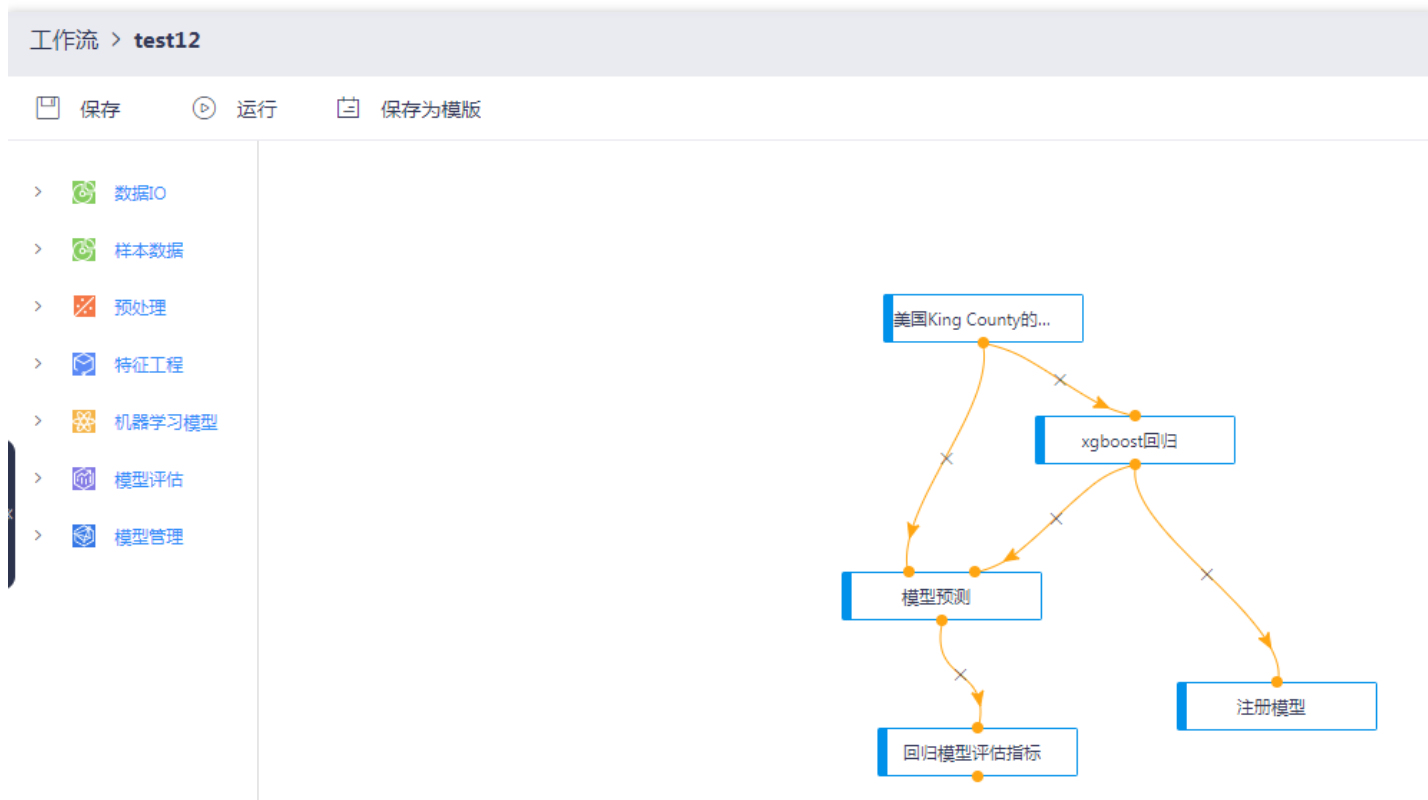 工作流 > test12
保存 运行 保存为模版
数据IO
样本数据
预处理
特征工程
机器学习模型
模型评估
模型管理
美国King County的...
xgboost回归
模型预测
注册模型
回归模型评估指标